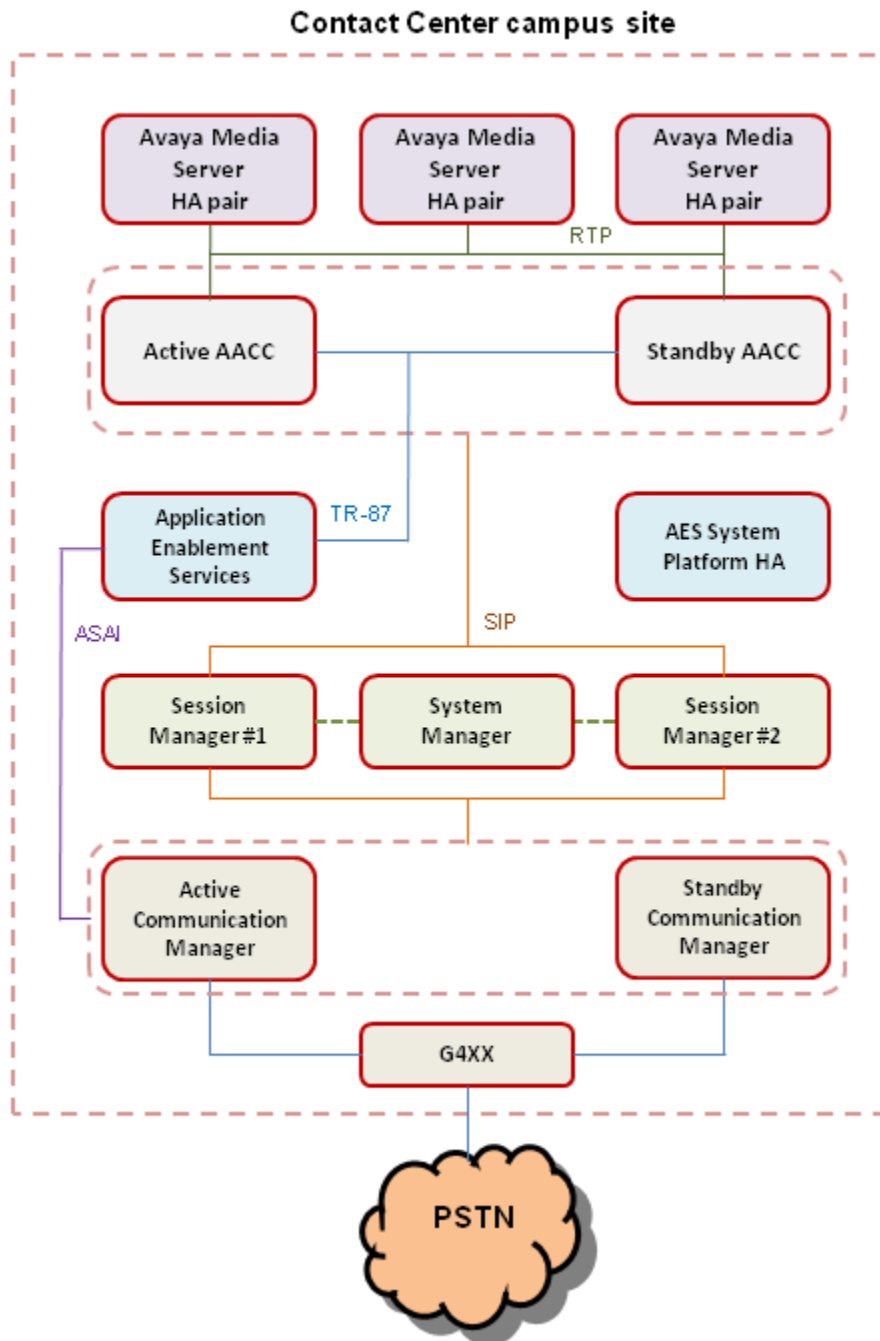 Contact Center campus site
Avaya Media
Server
HA pair
Avaya Media
Server
HA pair
Avaya Media
Server
HA pair
RTP
Active AACC
Standby AACC
Application
Enablement
Services
TR-87
AES System
Platform HA
ASAI
SIP
Session
Manager #1
System
Manager
Session
Manager #2
Active
Communication
Manager
Standby
Communication
Manager
G4XX
PSTN